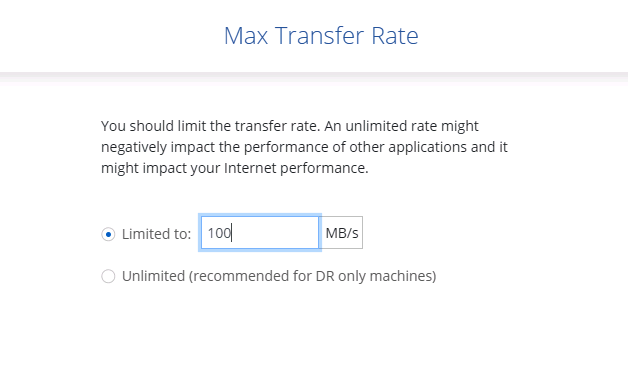 Max Transfer Rate
You should limit the transfer rate. An unlimited rate might
negatively impact the performance of other applications and it
might impact your Internet performance.
Limited to: 100 MB/s
Unlimited (recommended for DR only machines)